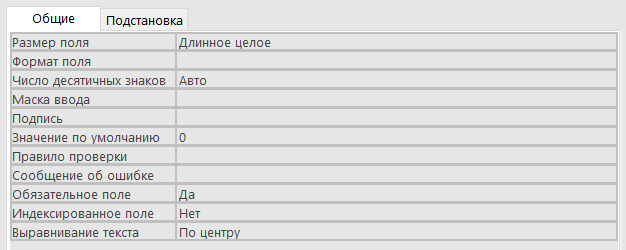 Общие Подстановка
Размер поля Длинное целое
Формат поля
Число десятичных знаков Авто
Маска ввода
Подпись
Значение по умолчанию 0
Правило проверки
Сообщение об ошибке
Обязательное поле Да
Индексированное поле Нет
Выравнивание текста По центру